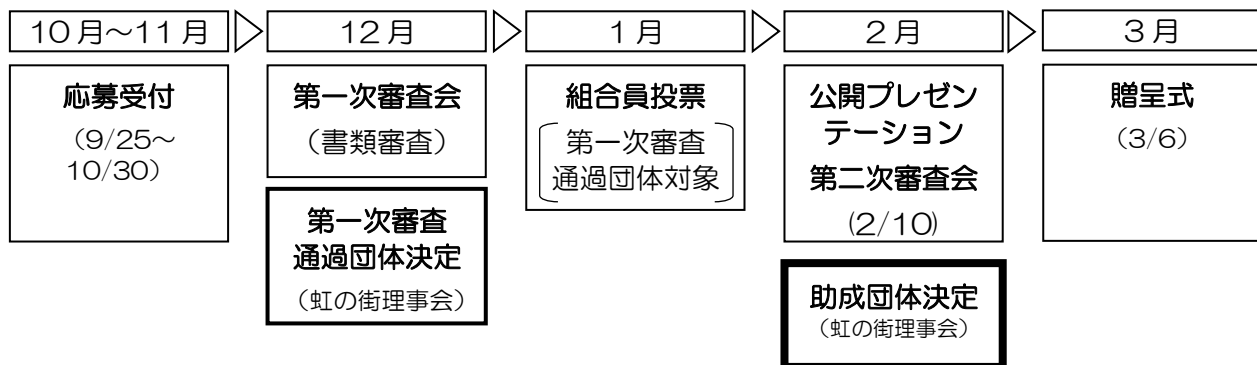 10月～11月
応募受付
（9/25～
10/30）
12月
第一次審査会
（書類審査）
第一次審査
通過団体決定
（虹の街理事会）
1月
組合員投票
第一次審査
通過団体対象
2月
公開プレゼン
テーション
第二次審査会
(2/10)
助成団体決定
（虹の街理事会）
3月
贈呈式
(3/6)